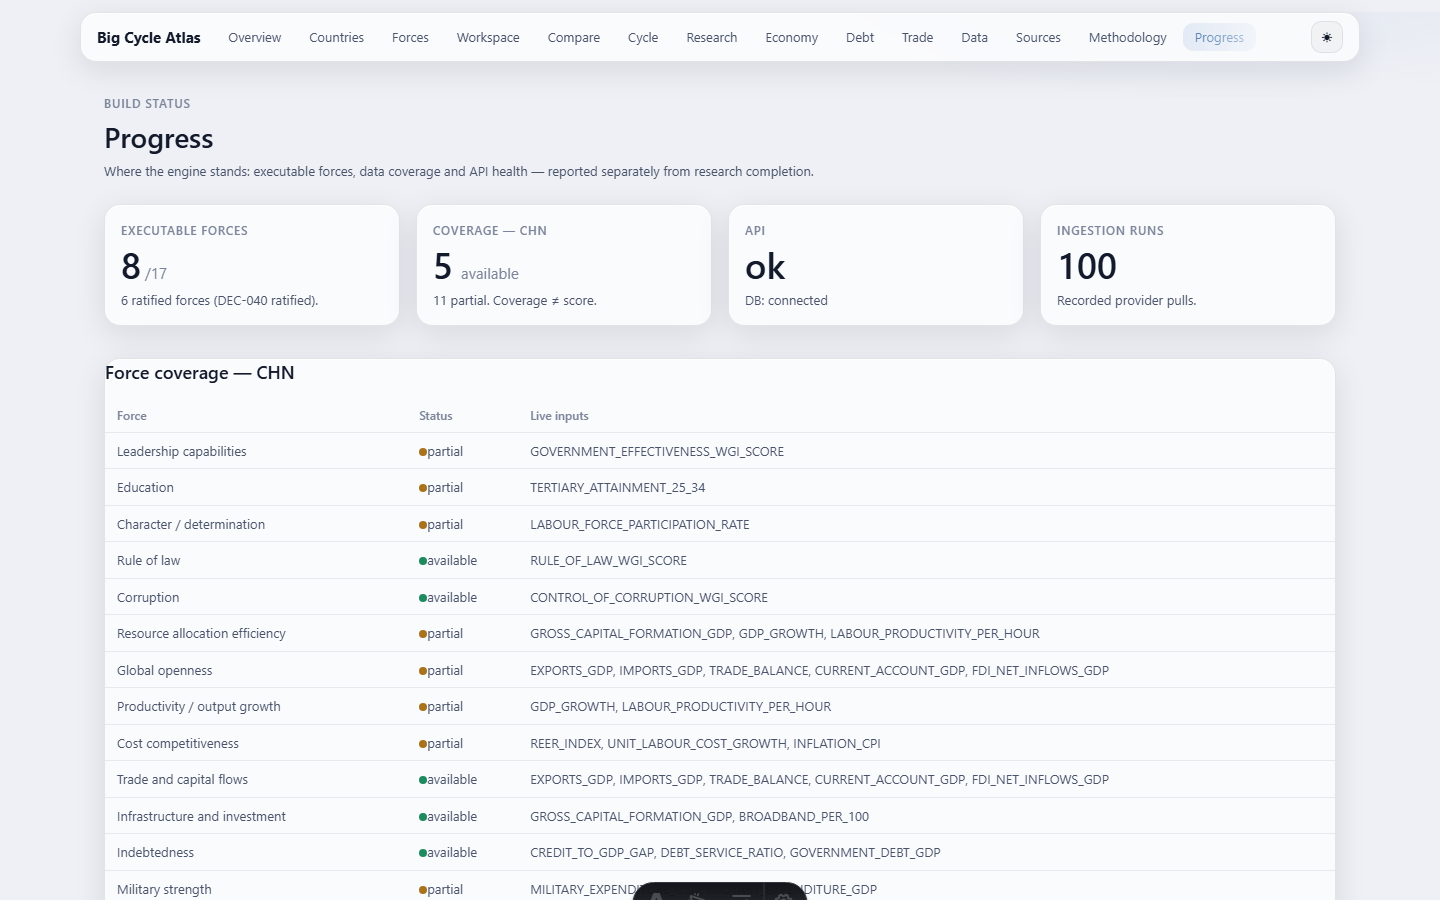 Big Cycle Atlas Overview Countries Forces Workspace Compare Cycle Research Economy Debt Trade Data Sources Methodology Progress
BUILD STATUS
Progress
Where the engine stands: executable forces, data coverage and API health — reported separately from research completion.
EXECUTABLE FORCES
8 /17
6 ratified forces (DEC-040 ratified).
COVERAGE — CHN
5 available
11 partial. Coverage ≠ score.
API
ok
DB: connected
INGESTION RUNS
100
Recorded provider pulls.
Force coverage — CHN
Force Status Live inputs
Leadership capabilities partial GOVERNMENT_EFFECTIVENESS_WGI_SCORE
Education partial TERTIARY_ATTAINMENT_25_34
Character / determination partial LABOUR_FORCE_PARTICIPATION_RATE
Rule of law available RULE_OF_LAW_WGI_SCORE
Corruption available CONTROL_OF_CORRUPTION_WGI_SCORE
Resource allocation efficiency partial GROSS_CAPITAL_FORMATION_GDP, GDP_GROWTH, LABOUR_PRODUCTIVITY_PER_HOUR
Global openness partial EXPORTS_GDP, IMPORTS_GDP, TRADE_BALANCE, CURRENT_ACCOUNT_GDP, FDI_NET_INFLOWS_GDP
Productivity / output growth partial GDP_GROWTH, LABOUR_PRODUCTIVITY_PER_HOUR
Cost competitiveness partial REER_INDEX, UNIT_LABOUR_COST_GROWTH, INFLATION_CPI
Trade and capital flows available EXPORTS_GDP, IMPORTS_GDP, TRADE_BALANCE, CURRENT_ACCOUNT_GDP, FDI_NET_INFLOWS_GDP
Infrastructure and investment available GROSS_CAPITAL_FORMATION_GDP, BROADBAND_PER_100
Indebtedness available CREDIT_TO_GDP_GAP, DEBT_SERVICE_RATIO, GOVERNMENT_DEBT_GDP
Military strength partial